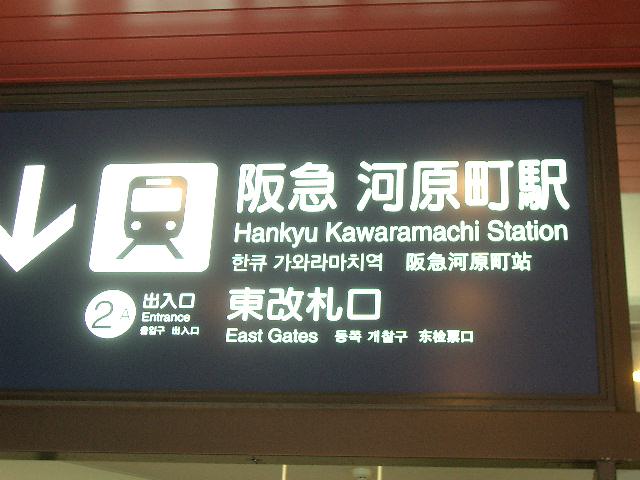 阪急 河原町駅
Hankyu Kawaramachi Station
한큐 가와라마치역 阪急河原町站
2A
出入口
Entrance
출입구 出入口
東改札口
East Gates 동쪽 개찰구 东检票口